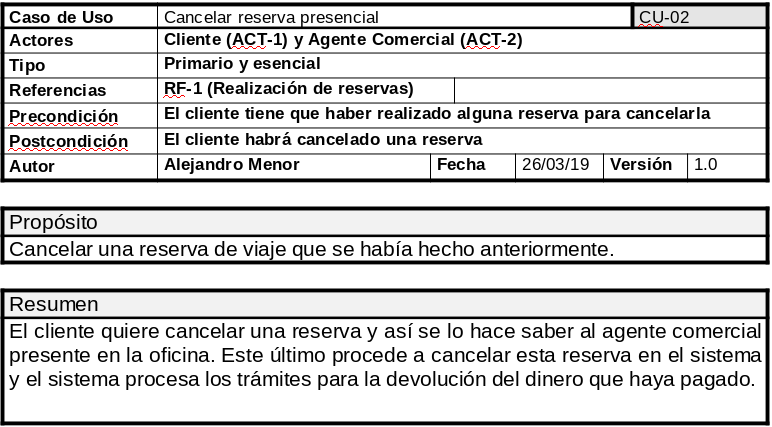 Caso de Uso Cancelar reserva presencial CU-02
Actores Cliente (ACT-1) y Agente Comercial (ACT-2)
Tipo Primario y esencial
Referencias RF-1 (Realización de reservas)
Precondición El cliente tiene que haber realizado alguna reserva para cancelarla
Postcondición El cliente habrá cancelado una reserva
Autor Alejandro Menor Fecha 26/03/19 Versión 1.0
Propósito
Cancelar una reserva de viaje que se había hecho anteriormente.
Resumen
El cliente quiere cancelar una reserva y así se lo hace saber al agente comercial
presente en la oficina. Este último procede a cancelar esta reserva en el sistema
y el sistema procesa los trámites para la devolución del dinero que haya pagado.